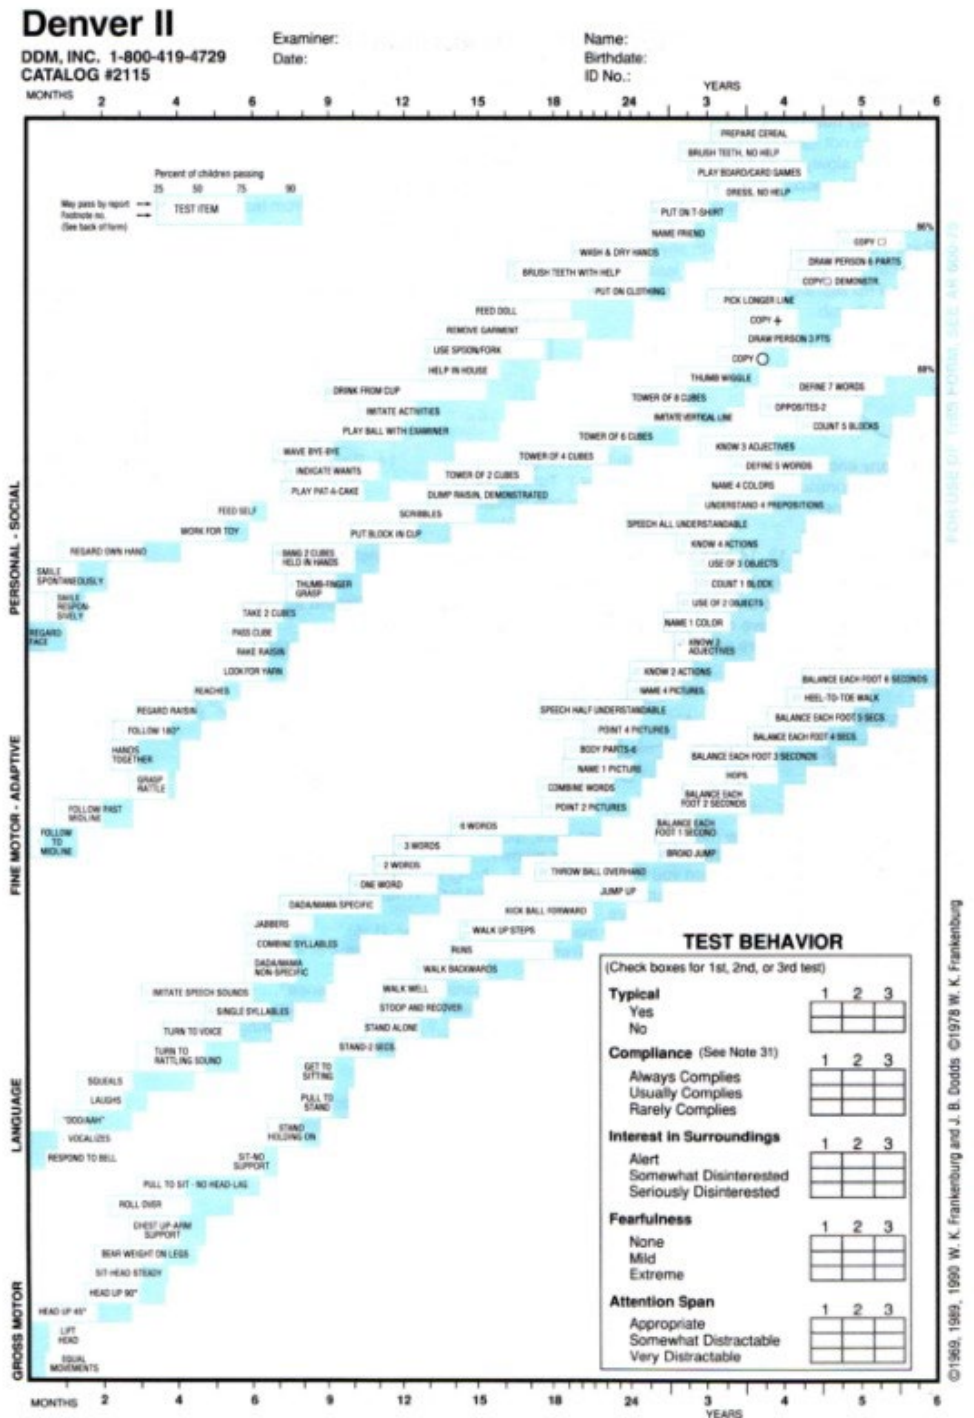 Denver II
DDM, INC. 1-800-419-4729
CATALOG #2115
Examiner:
Date:
Name:
Birthdate:
ID No.:
MONTHS 2 4 6 9 12 15 18 24 3 YEARS 4 5 6
Percent of children passing
25 50 75 90
May pass by report
Footnote no.
(See back of form)
TEST ITEM
PERSONAL - SOCIAL
PREPARE CEREAL
BRUSH TEETH, NO HELP
PLAY BOARD/CARD GAMES
DRESS, NO HELP
PUT ON T-SHIRT
NAME FRIEND
WASH & DRY HANDS
BRUSH TEETH WITH HELP
PUT ON CLOTHING
FEED DOLL
REMOVE GARMENT
USE SPOON/FORK
HELP IN HOUSE
DRINK FROM CUP
IMITATE ACTIVITIES
PLAY BALL WITH EXAMINER
WAVE BYE-BYE
INDICATE WANTS
PLAY PAT-A-CAKE
FEED SELF
WORK FOR TOY
REGARD OWN HAND
SMILE
SPONTANEOUSLY
SMILE
RESPON-
SIVELY
REGARD
FACE
FINE MOTOR - ADAPTIVE
86%
COPY □
DRAW PERSON 6 PARTS
COPY □ DEMONSTR.
PICK LONGER LINE
COPY +
DRAW PERSON 3 PTS
COPY ○
THUMB WIGGLE
TOWER OF 8 CUBES
IMITATE VERTICAL LINE
TOWER OF 6 CUBES
TOWER OF 4 CUBES
TOWER OF 2 CUBES
DUMP RAISIN, DEMONSTRATED
SCRIBBLES
PUT BLOCK IN CUP
BANG 2 CUBES
HELD IN HANDS
THUMB-FINGER
GRASP
TAKE 2 CUBES
PASS CUBE
RAKE RAISIN
LOOK FOR YARN
REACHES
REGARD RAISIN
FOLLOW 180°
HANDS
TOGETHER
GRASP
RATTLE
FOLLOW PAST
MIDLINE
FOLLOW
TO
MIDLINE
LANGUAGE
88%
DEFINE 7 WORDS
OPPOSITES-2
COUNT 5 BLOCKS
KNOW 3 ADJECTIVES
DEFINE 5 WORDS
NAME 4 COLORS
UNDERSTAND 4 PREPOSITIONS
SPEECH ALL UNDERSTANDABLE
KNOW 4 ACTIONS
USE OF 3 OBJECTS
COUNT 1 BLOCK
USE OF 2 OBJECTS
NAME 1 COLOR
KNOW 2
ADJECTIVES
KNOW 2 ACTIONS
NAME 4 PICTURES
SPEECH HALF UNDERSTANDABLE
POINT 4 PICTURES
BODY PARTS-6
NAME 1 PICTURE
COMBINE WORDS
POINT 2 PICTURES
6 WORDS
3 WORDS
2 WORDS
ONE WORD
DADA/MAMA SPECIFIC
JABBERS
COMBINE SYLLABLES
DADA/MAMA
NON-SPECIFIC
IMITATE SPEECH SOUNDS
SINGLE SYLLABLES
TURN TO VOICE
TURN TO
RATTLING SOUND
SQUEALS
LAUGHS
"OOO/AAH"
VOCALIZES
RESPOND TO BELL
GROSS MOTOR
BALANCE EACH FOOT 6 SECONDS
HEEL-TO-TOE WALK
BALANCE EACH FOOT 5 SECS
BALANCE EACH FOOT 4 SECS
BALANCE EACH FOOT 3 SECONDS
HOPS
BALANCE EACH
FOOT 2 SECONDS
BALANCE EACH
FOOT 1 SECOND
BROAD JUMP
THROW BALL OVERHAND
JUMP UP
KICK BALL FORWARD
WALK UP STEPS
RUNS
WALK BACKWARDS
WALK WELL
STOOP AND RECOVER
STAND ALONE
STAND-2 SECS
GET TO
SITTING
PULL TO
STAND
STAND
HOLDING ON
SIT-NO
SUPPORT
PULL TO SIT - NO HEAD-LAG
ROLL OVER
CHEST UP-ARM
SUPPORT
BEAR WEIGHT ON LEGS
SIT-HEAD STEADY
HEAD UP 90°
HEAD UP 45°
LIFT
HEAD
EQUAL
MOVEMENTS
TEST BEHAVIOR
(Check boxes for 1st, 2nd, or 3rd test)
Typical 1 2 3
Yes
No
Compliance (See Note 31) 1 2 3
Always Complies
Usually Complies
Rarely Complies
Interest in Surroundings 1 2 3
Alert
Somewhat Disinterested
Seriously Disinterested
Fearfulness 1 2 3
None
Mild
Extreme
Attention Span 1 2 3
Appropriate
Somewhat Distractable
Very Distractable
©1969, 1989, 1990 W. K. Frankenburg and J. B. Dodds ©1978 W. K. Frankenburg
MONTHS 2 4 6 9 12 15 18 24 3 YEARS 4 5 6